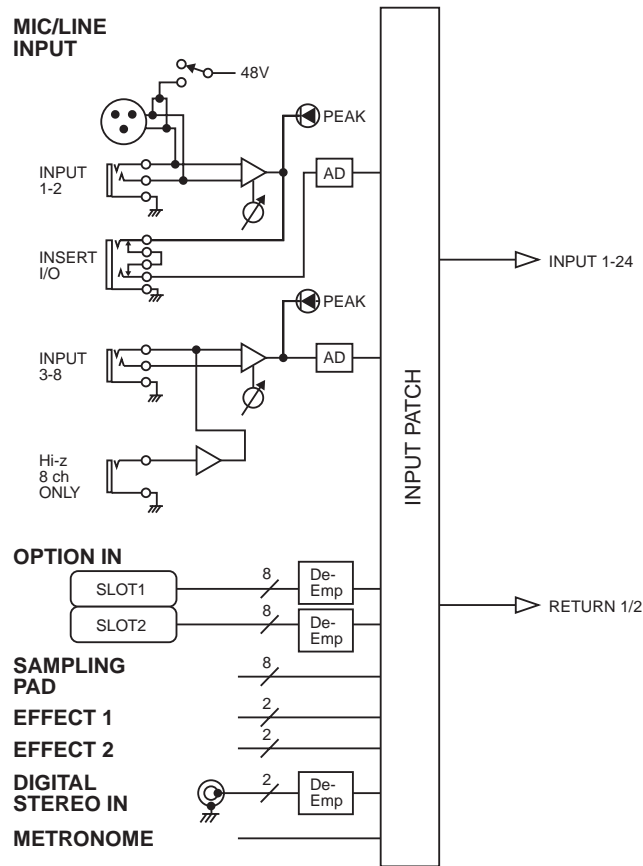 MIC/LINE
INPUT
48V
PEAK
INPUT
1-2
AD
INSERT
I/O
INPUT 1-24
PEAK
INPUT
3-8
AD
INPUT PATCH
Hi-z
8 ch
ONLY
OPTION IN
SLOT1
8
De-
Emp
SLOT2
8
De-
Emp
RETURN 1/2
SAMPLING
PAD
8
EFFECT 1
2
EFFECT 2
2
DIGITAL
STEREO IN
2
De-
Emp
METRONOME